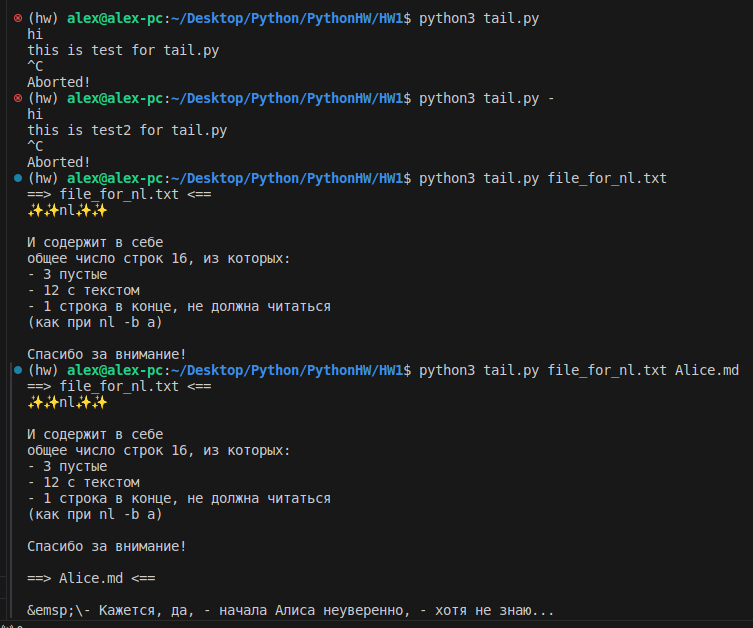 (hw) alex@alex-pc:~/Desktop/Python/PythonHW/HW1$ python3 tail.py
hi
this is test for tail.py
^C
Aborted!
(hw) alex@alex-pc:~/Desktop/Python/PythonHW/HW1$ python3 tail.py -
hi
this is test2 for tail.py
^C
Aborted!
(hw) alex@alex-pc:~/Desktop/Python/PythonHW/HW1$ python3 tail.py file_for_nl.txt
==> file_for_nl.txt <==
✨✨nl✨✨

И содержит в себе
общее число строк 16, из которых:
- 3 пустые
- 12 с текстом
- 1 строка в конце, не должна читаться
(как при nl -b a)

Спасибо за внимание!
(hw) alex@alex-pc:~/Desktop/Python/PythonHW/HW1$ python3 tail.py file_for_nl.txt Alice.md
==> file_for_nl.txt <==
✨✨nl✨✨

И содержит в себе
общее число строк 16, из которых:
- 3 пустые
- 12 с текстом
- 1 строка в конце, не должна читаться
(как при nl -b a)

Спасибо за внимание!

==> Alice.md <==

&emsp;\- Кажется, да, - начала Алиса неуверенно, - хотя не знаю...